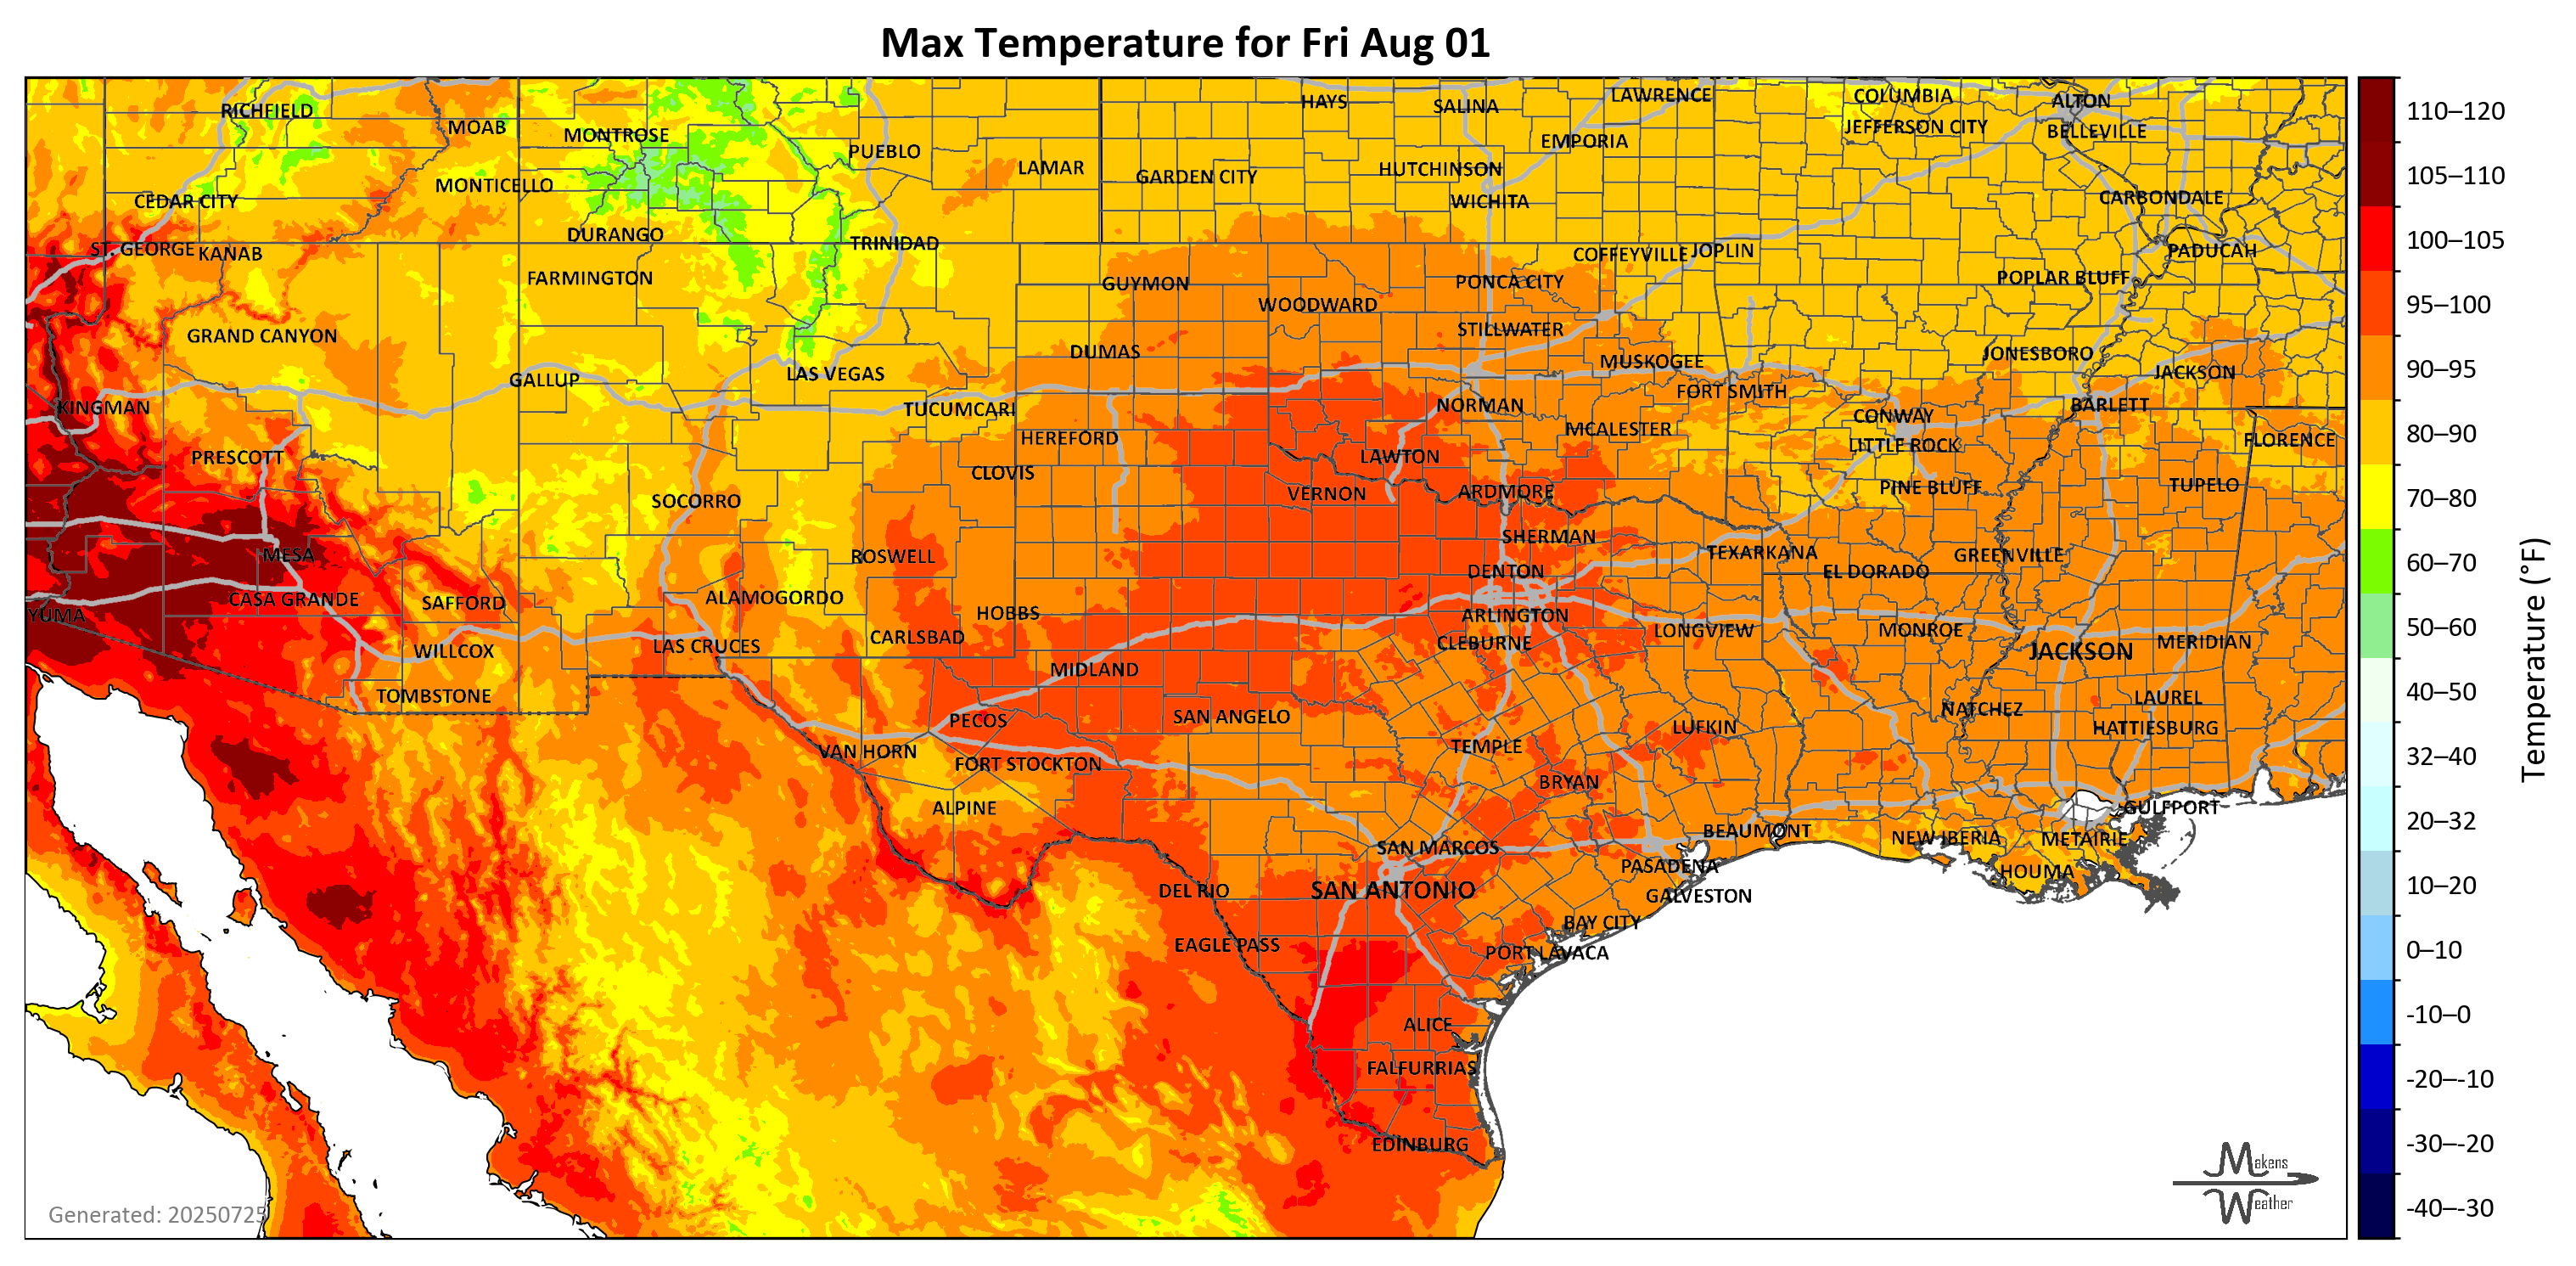 Max Temperature for Fri Aug 01
RICHFIELD
MOAB
MONTROSE
PUEBLO
LAMAR
HAYS
SALINA
LAWRENCE
COLUMBIA
ALTON
EMPORIA
JEFFERSON CITY
BELLEVILLE
MONTICELLO
GARDEN CITY
HUTCHINSON
CEDAR CITY
WICHITA
CARBONDALE
DURANGO
TRINIDAD
ST. GEORGE
KANAB
COFFEYVILLE
JOPLIN
PADUCAH
FARMINGTON
GUYMON
PONCA CITY
POPLAR BLUFF
WOODWARD
GRAND CANYON
STILLWATER
DUMAS
MUSKOGEE
JONESBORO
GALLUP
LAS VEGAS
FORT SMITH
JACKSON
KINGMAN
TUCUMCARI
NORMAN
CONWAY
BARLETT
HEREFORD
MCALESTER
LITTLE ROCK
FLORENCE
PRESCOTT
CLOVIS
LAWTON
SOCORRO
VERNON
ARDMORE
PINE BLUFF
TUPELO
MESA
ROSWELL
SHERMAN
TEXARKANA
GREENVILLE
DENTON
EL DORADO
CASA GRANDE
SAFFORD
ALAMOGORDO
HOBBS
YUMA
ARLINGTON
WILLCOX
LAS CRUCES
CARLSBAD
CLEBURNE
LONGVIEW
MONROE
JACKSON
MERIDIAN
MIDLAND
TOMBSTONE
PECOS
SAN ANGELO
NATCHEZ
LAUREL
VAN HORN
TEMPLE
LUFKIN
HATTIESBURG
FORT STOCKTON
BRYAN
ALPINE
GULFPORT
BEAUMONT
NEW IBERIA
METAIRIE
SAN MARCOS
PASADENA
HOUMA
DEL RIO
SAN ANTONIO
GALVESTON
EAGLE PASS
BAY CITY
PORT LAVACA
ALICE
FALFURRIAS
EDINBURG
Generated: 20250725
Makens
Weather
110–120
105–110
100–105
95–100
90–95
80–90
70–80
60–70
50–60
40–50
32–40
20–32
10–20
0–10
-10–0
-20–-10
-30–-20
-40–-30
Temperature (°F)